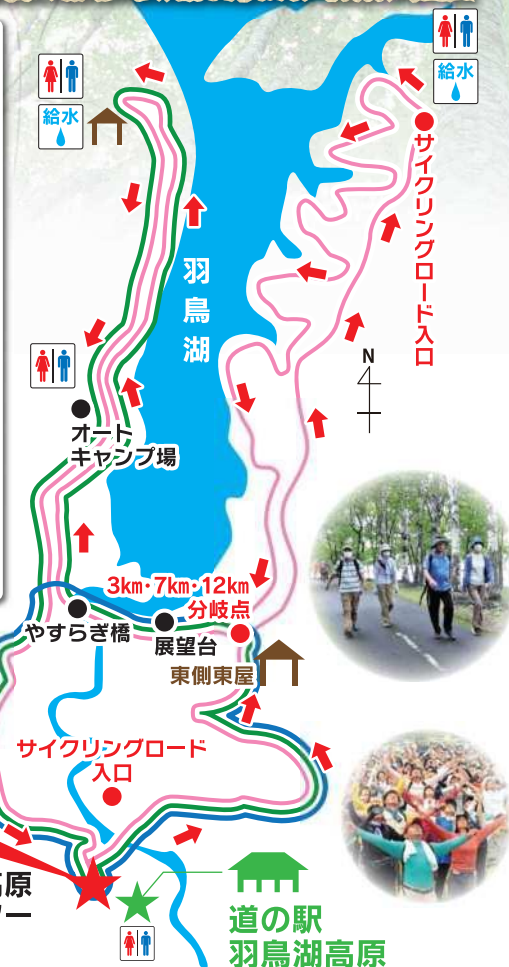 給水
給水
サイクリングロード入口
羽鳥湖
N
オート
キャンプ場
3km・7km・12km
分岐点
やすらぎ橋
展望台
東側東屋
サイクリングロード
入口
原
ー
道の駅
羽鳥湖高原